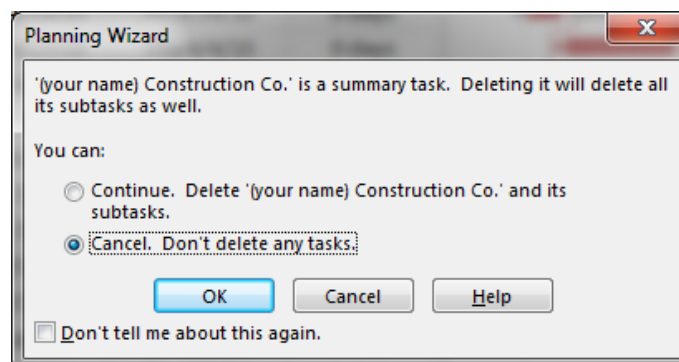 Planning Wizard
'(your name) Construction Co.' is a summary task.  Deleting it will delete all
its subtasks as well.
You can:
Continue.  Delete '(your name) Construction Co.' and its
subtasks.
Cancel.  Don't delete any tasks.
OK
Cancel
Help
Don't tell me about this again.